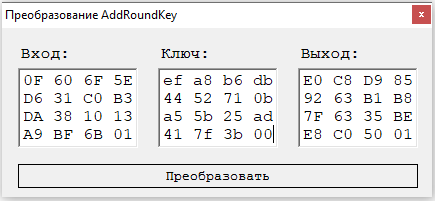 Преобразование AddRoundKey x
Вход: Ключ: Выход:
0F 60 6F 5E ef a8 b6 db E0 C8 D9 85
D6 31 C0 B3 44 52 71 0b 92 63 B1 B8
DA 38 10 13 a5 5b 25 ad 7F 63 35 BE
A9 BF 6B 01 41 7f 3b 00 E8 C0 50 01
Преобразовать